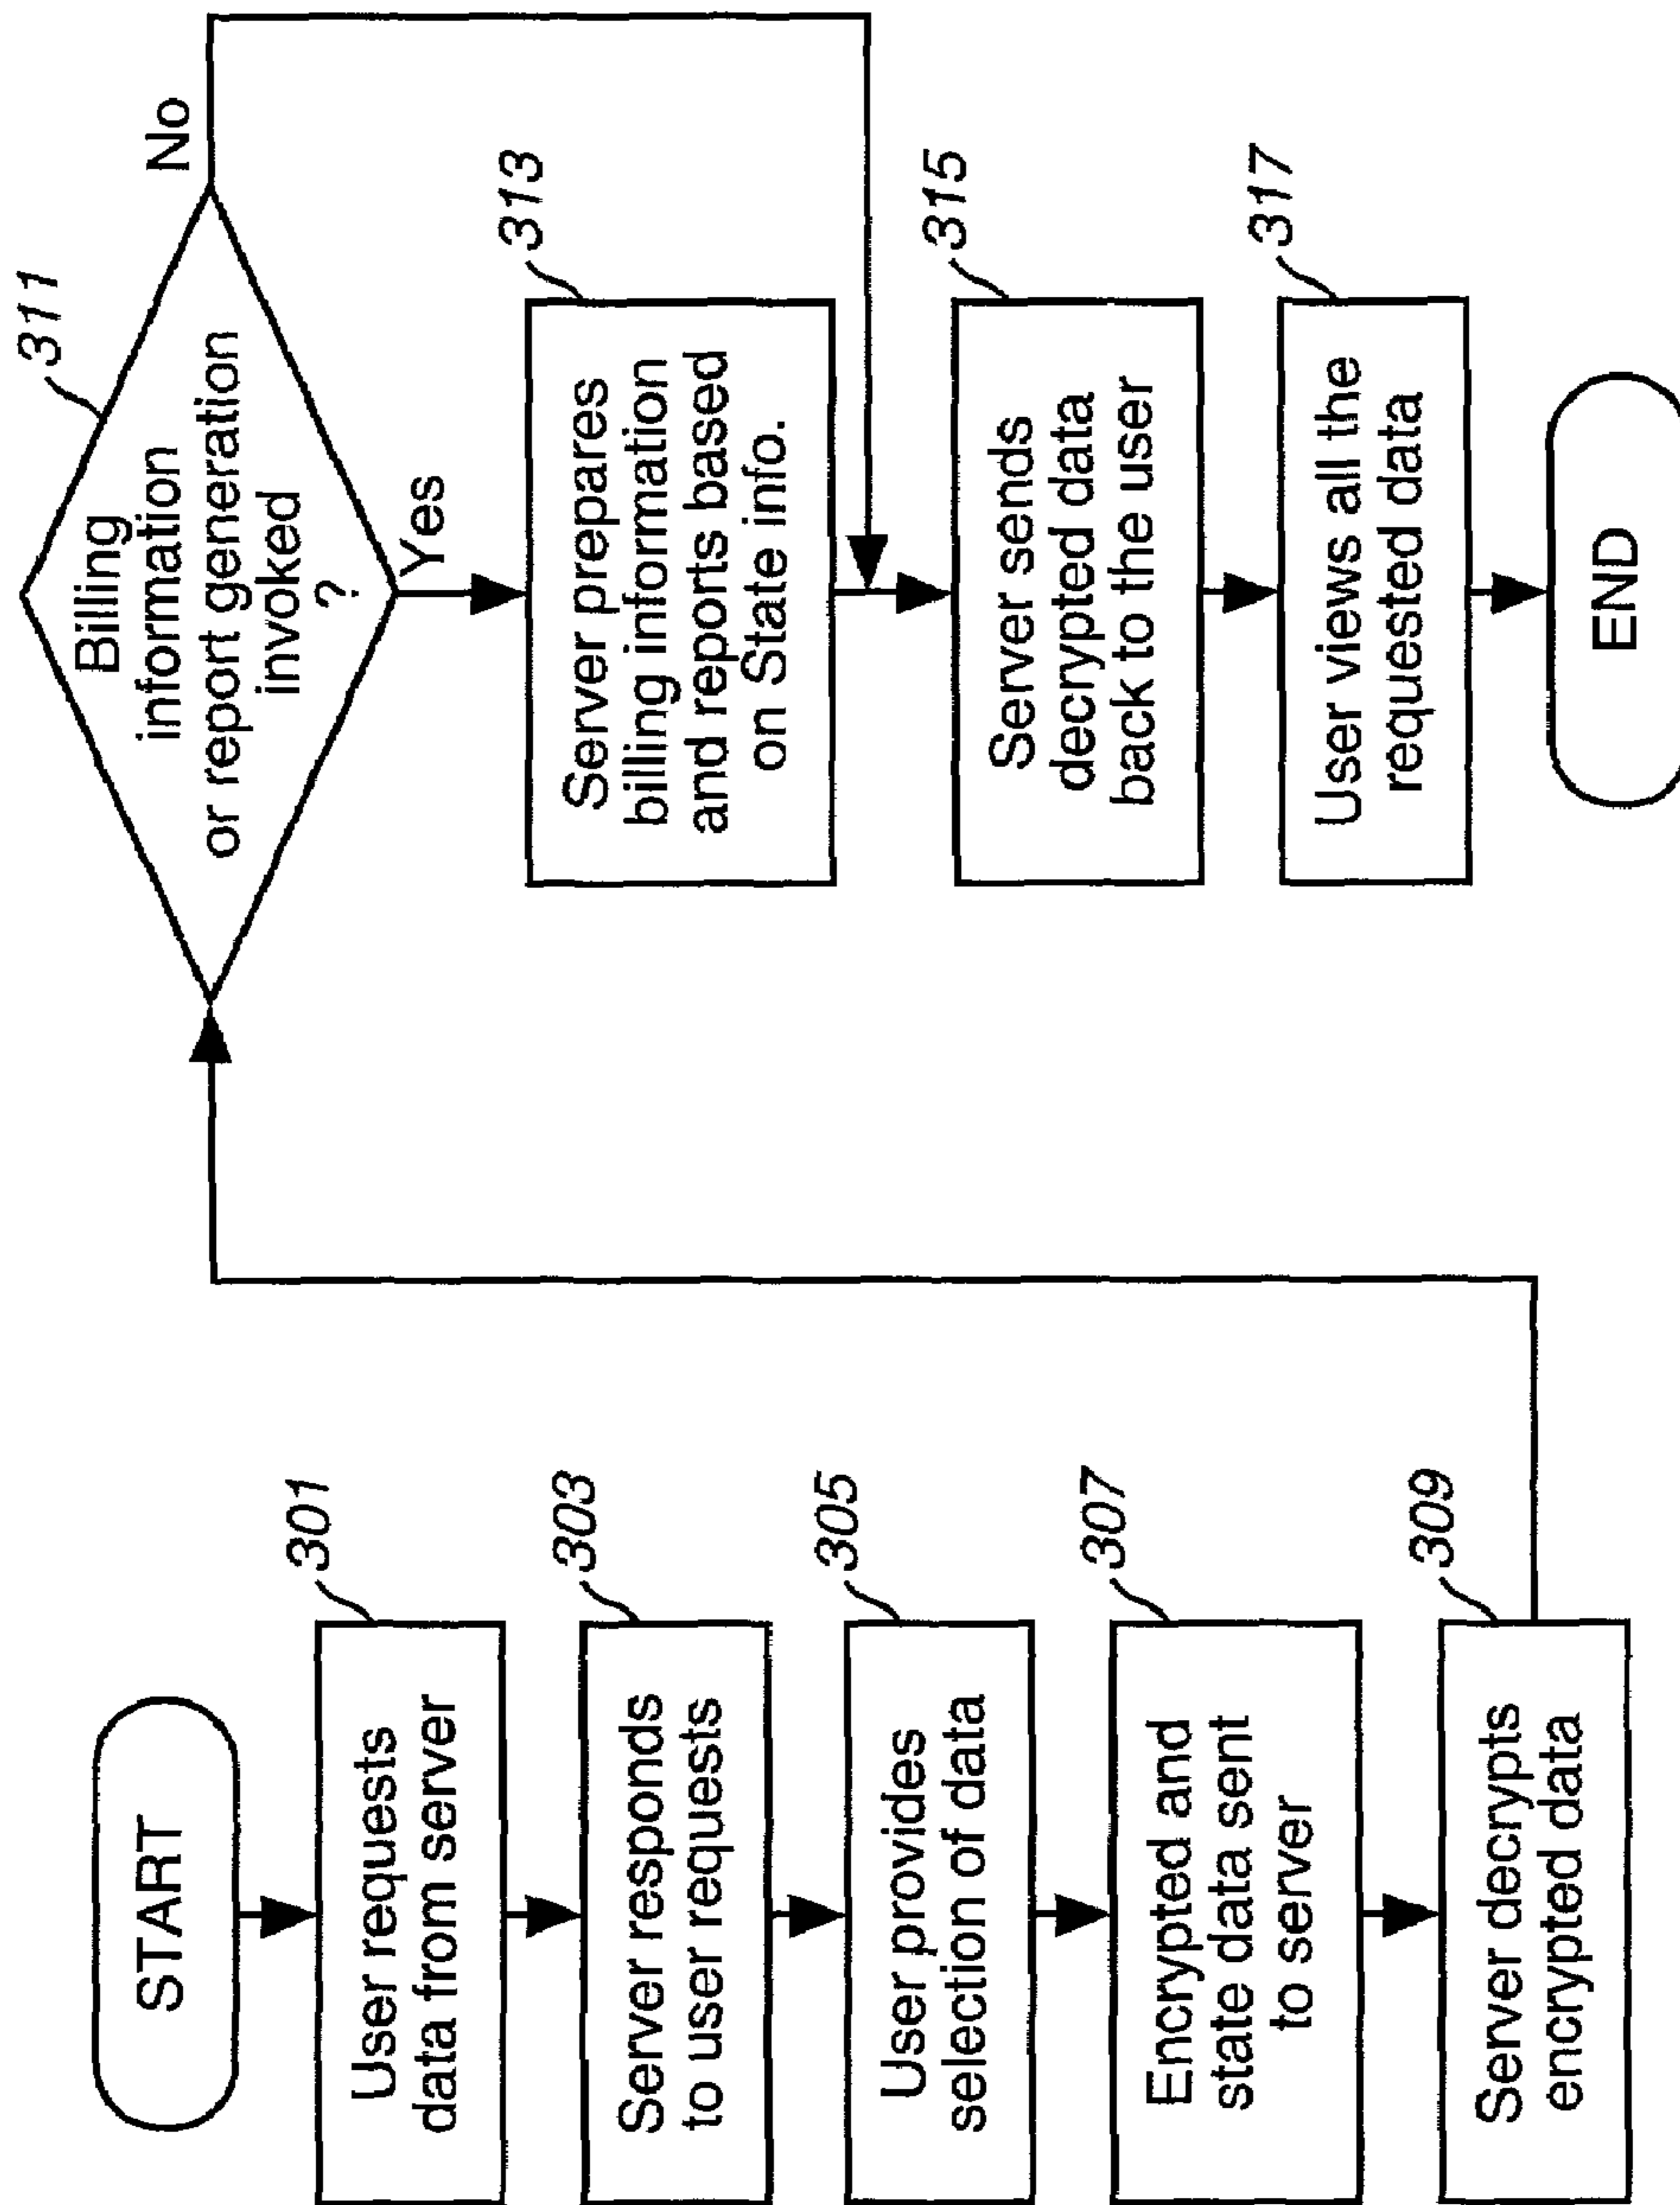 START
301
User requests
data from server
303
Server responds
to user requests
305
User provides
selection of data
307
Encrypted and
state data sent
to server
309
Server decrypts
encrypted data
311
Billing
information
or report generation
invoked
?
No
Yes
313
Server prepares
billing information
and reports based
on State info.
315
Server sends
decrypted data
back to the user
317
User views all the
requested data
END